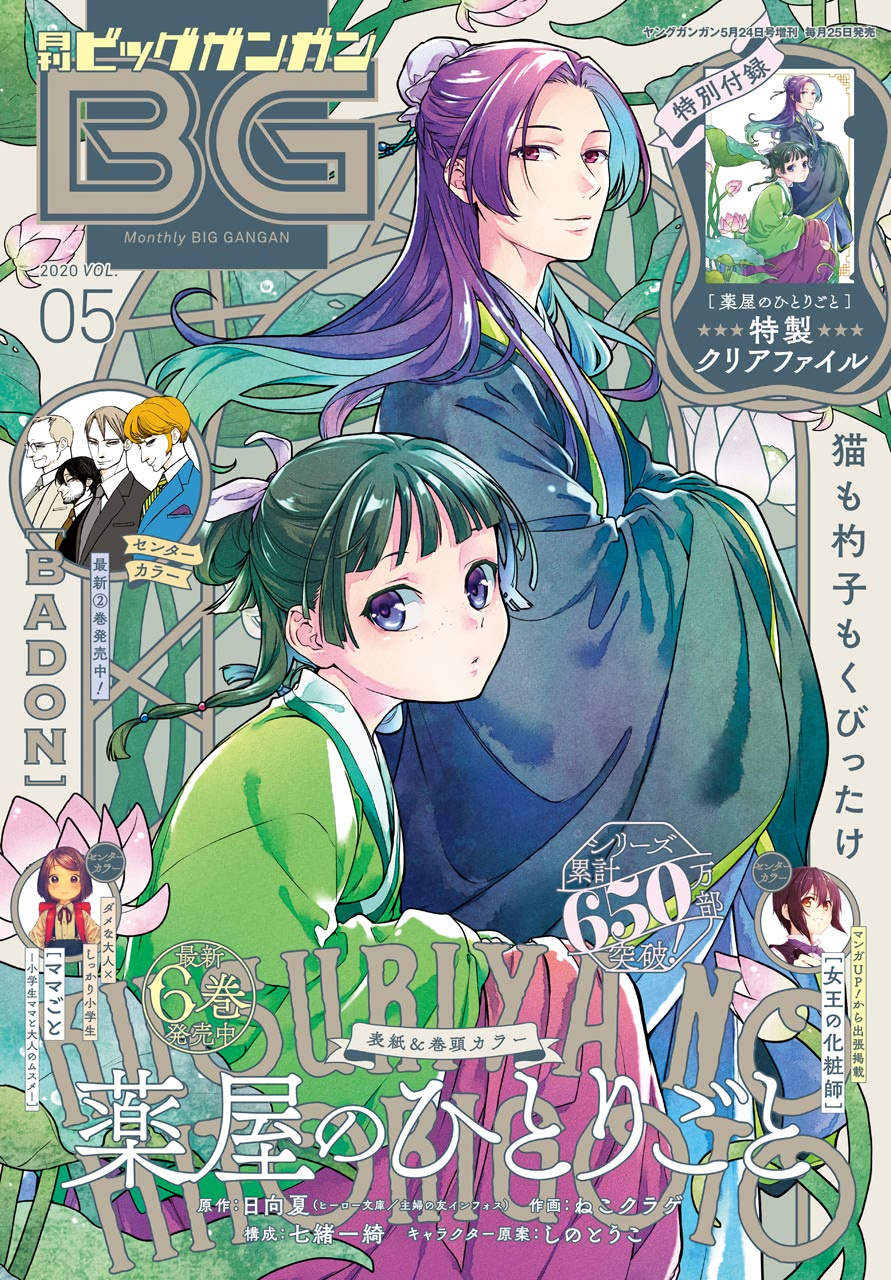 ヤングガンガン5月24日号増刊 毎月25日発売
月刊ビッグガンガン
BG
Monthly BIG GANGAN
2020 VOL.
05
特別付録
[薬屋のひとりごと]
★★★特製★★★
クリアファイル
猫も杓子もくびったけ
センター
カラー
最新②巻発売中!
[BADON]
シリーズ
累計
650万部
突破!
センター
カラー
ダメな大人×
しっかり小学生
[ママごと
ー小学生ママと大人のムスメー]
センター
カラー
マンガUP!から出張掲載
[女王の化粧師]
最新
6巻
発売中
KUSURIYA NO
HITORIGOTO
表紙&巻頭カラー
薬屋のひとりごと
原作:日向夏(ヒーロー文庫/主婦の友インフォス) 作画:ねこクラゲ
構成:七緒一綺 キャラクター原案:しのとうこ